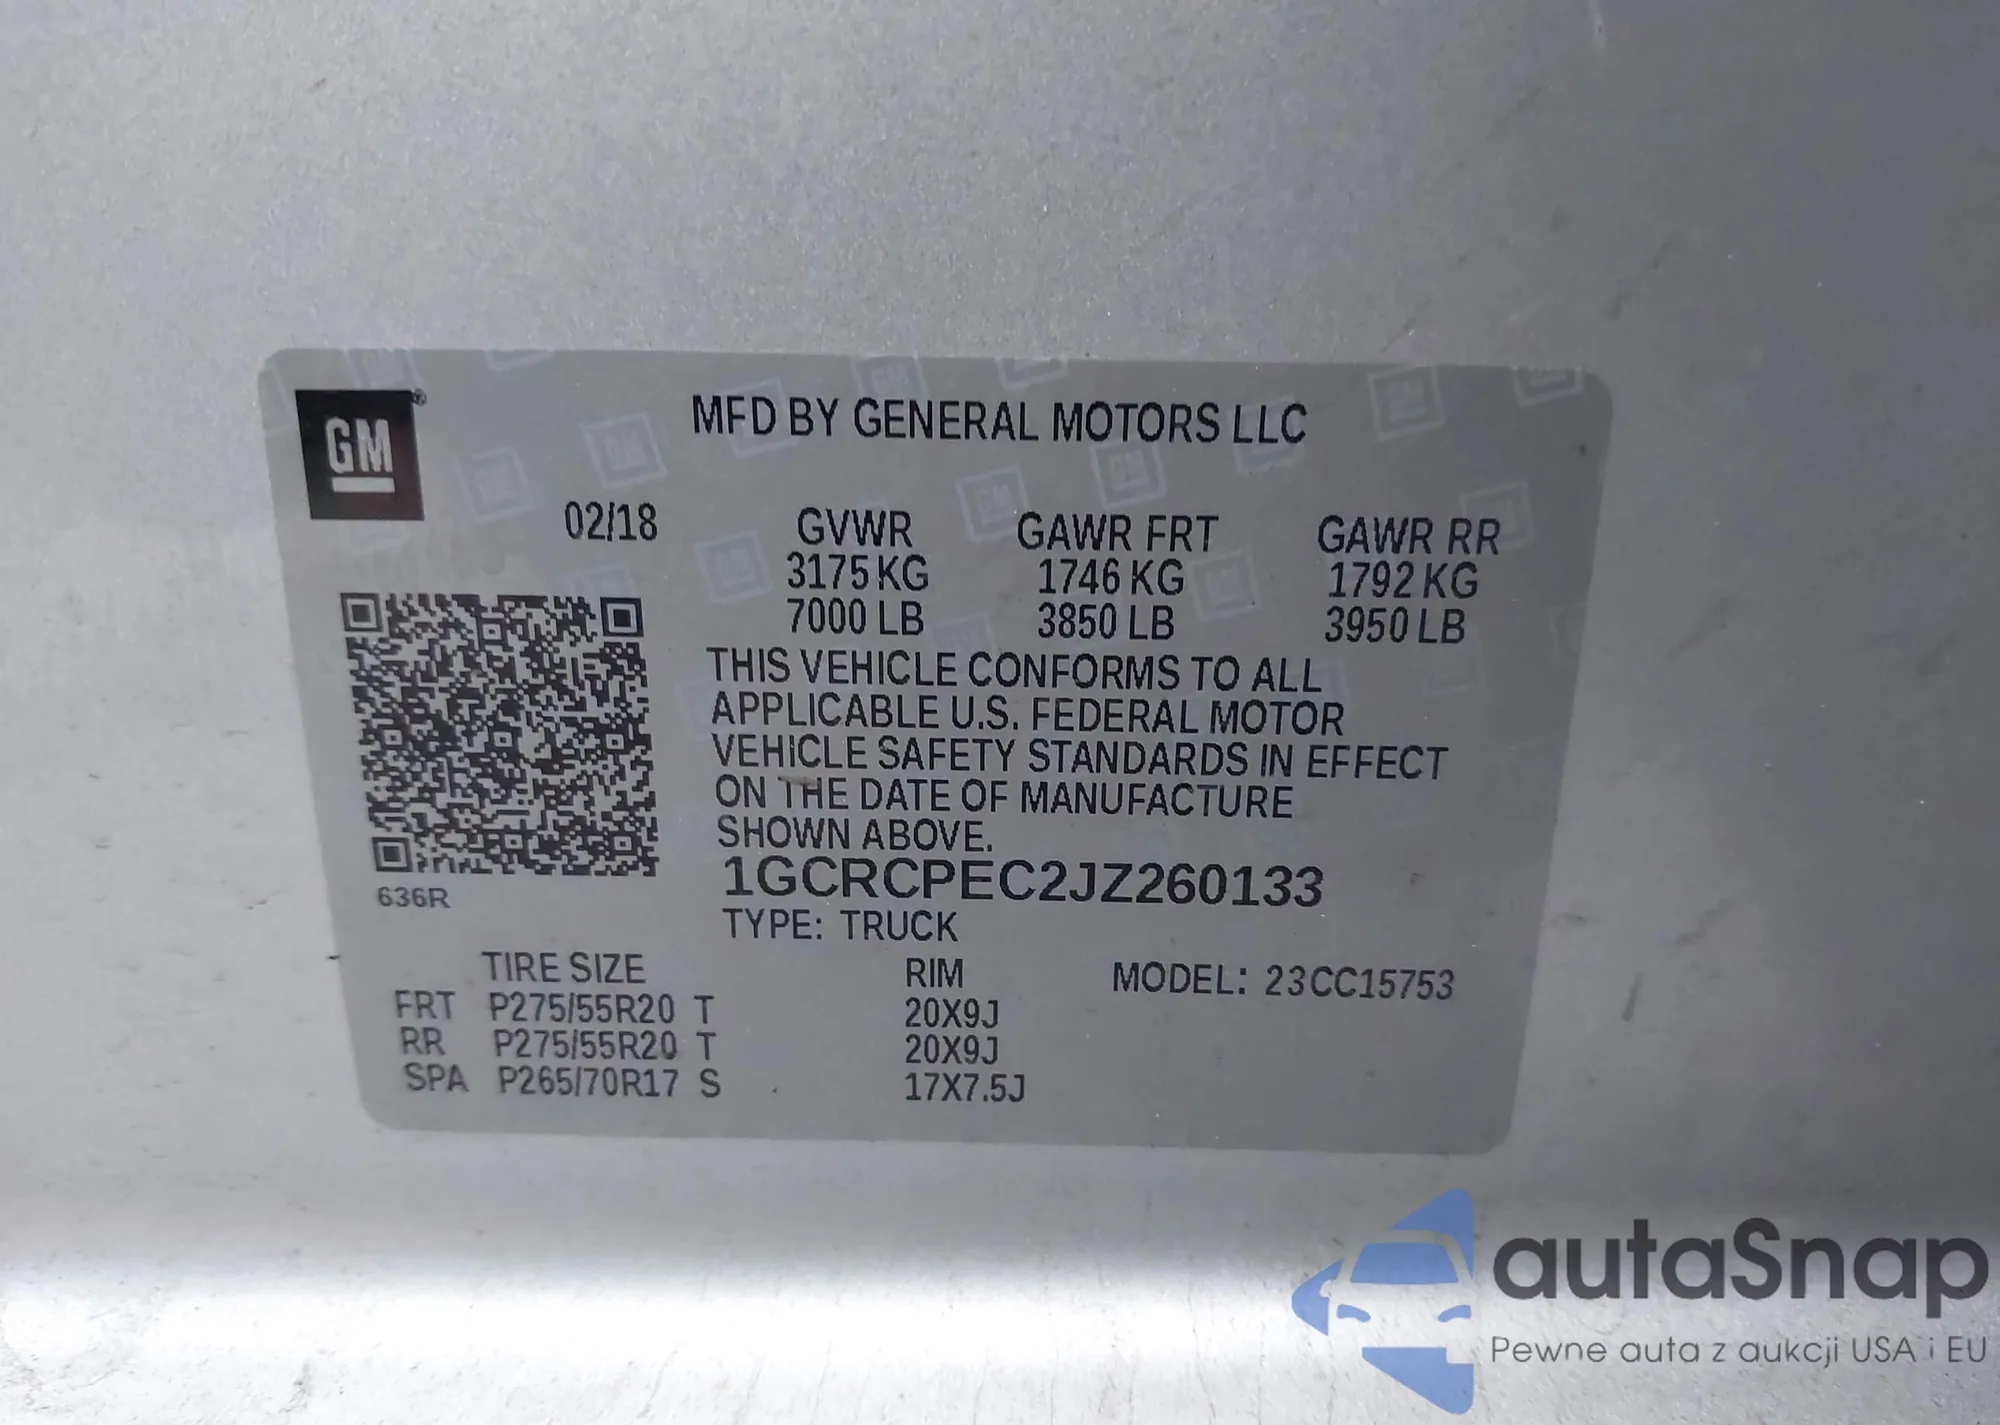 GM
MFD BY GENERAL MOTORS LLC
02/18 GVWR GAWR FRT GAWR RR
3175 KG 1746 KG 1792 KG
7000 LB 3850 LB 3950 LB
THIS VEHICLE CONFORMS TO ALL
APPLICABLE U.S. FEDERAL MOTOR
VEHICLE SAFETY STANDARDS IN EFFECT
ON THE DATE OF MANUFACTURE
SHOWN ABOVE.
1GCRCPEC2JZ260133
636R
TYPE: TRUCK
TIRE SIZE RIM MODEL: 23CC15753
FRT P275/55R20 T 20X9J
RR P275/55R20 T 20X9J
SPA P265/70R17 S 17X7.5J
autaSnap
Pewne auta z aukcji USA i EU